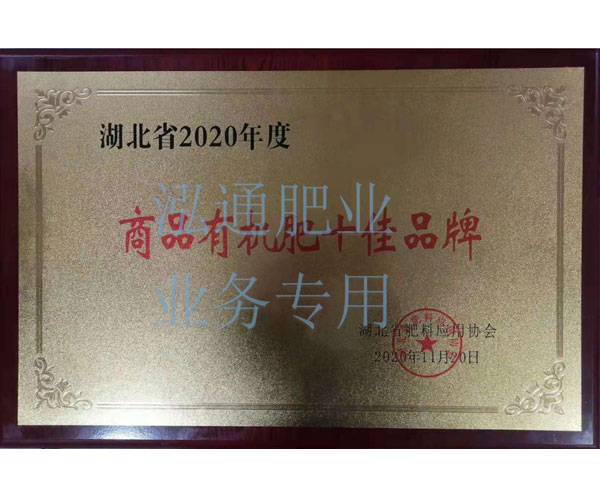 湖北省2020年度
泓通肥业
商品有机肥十佳品牌
业务专用
湖北省肥料应用协会
2020年11月20日